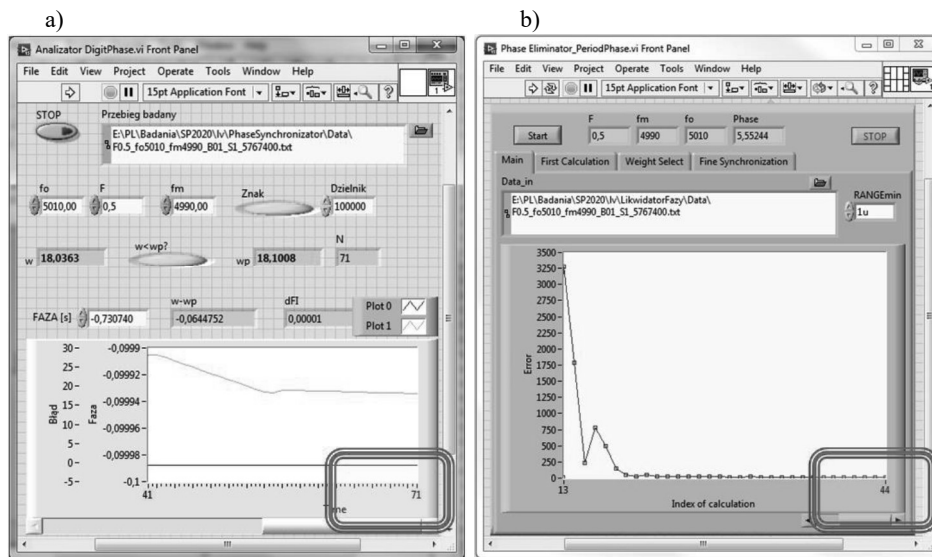 a)
Analizator DigitPhase.vi Front Panel
File Edit View Project Operate Tools Window Help
15pt Application Font
1
STOP
Przebieg badany
E:\PL\Badania\SP2020\lv\PhaseSynchronizator\Data\
F0.5_fo5010_fm4990_B01_S1_5767400.txt
fo F fm Znak Dzielnik
5010,00 0,5 4990,00 100000
w<wp? N
w 18,0363 wp 18,1008 71
w-wp dFI
FAZA [s] -0,730740 -0,0644752 0,00001
Plot 0
Plot 1
Błąd
30
25
20
15
10
5
0
-5
Faza
-0,0999
-0,09992
-0,09994
-0,09996
-0,09998
-0,1
41 71
b)
Phase Eliminator_PeriodPhase.vi Front Panel
File Edit View Project Operate Tools Window Help
15pt Application Font
1
F fm fo Phase
Start 0,5 4990 5010 5,55244 STOP
Main First Calculation Weight Select Fine Synchronization
Data_in
E:\PL\Badania\SP2020\lv\LikwidatorFazy\Data\
F0.5_fo5010_fm4990_B01_S1_5767400.txt
RANGEmin
1u
Error
3500
3250
3000
2750
2500
2250
2000
1750
1500
1250
1000
750
500
250
0
13 44
Index of calculation